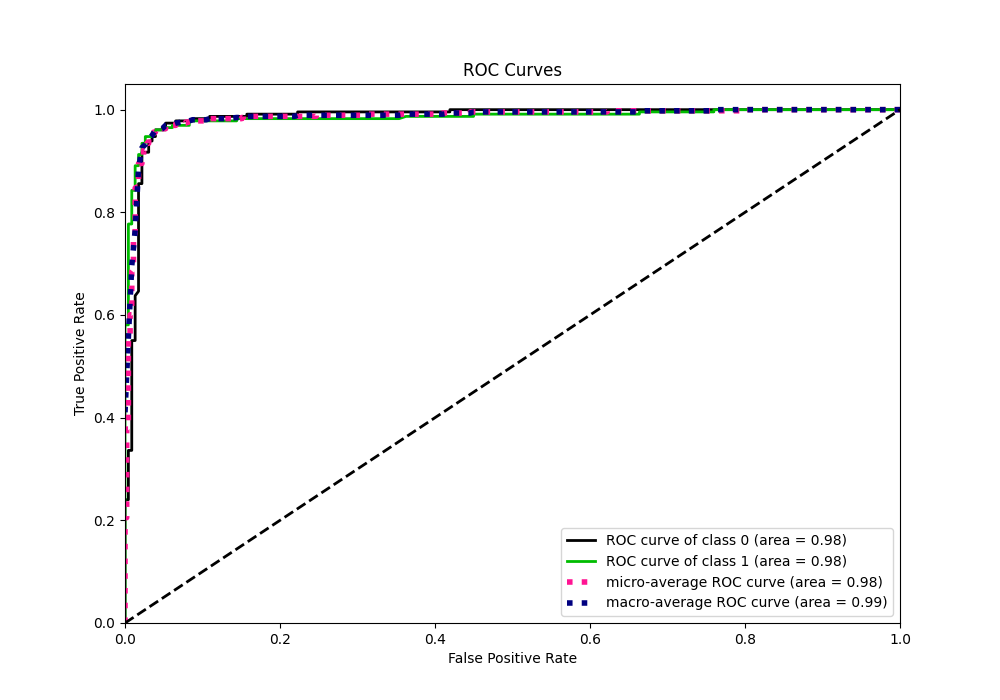 ROC Curves
True Positive Rate
1.0
0.8
0.6
0.4
0.2
0.0
0.0 0.2 0.4 0.6 0.8 1.0
False Positive Rate
ROC curve of class 0 (area = 0.98)
ROC curve of class 1 (area = 0.98)
micro-average ROC curve (area = 0.98)
macro-average ROC curve (area = 0.99)